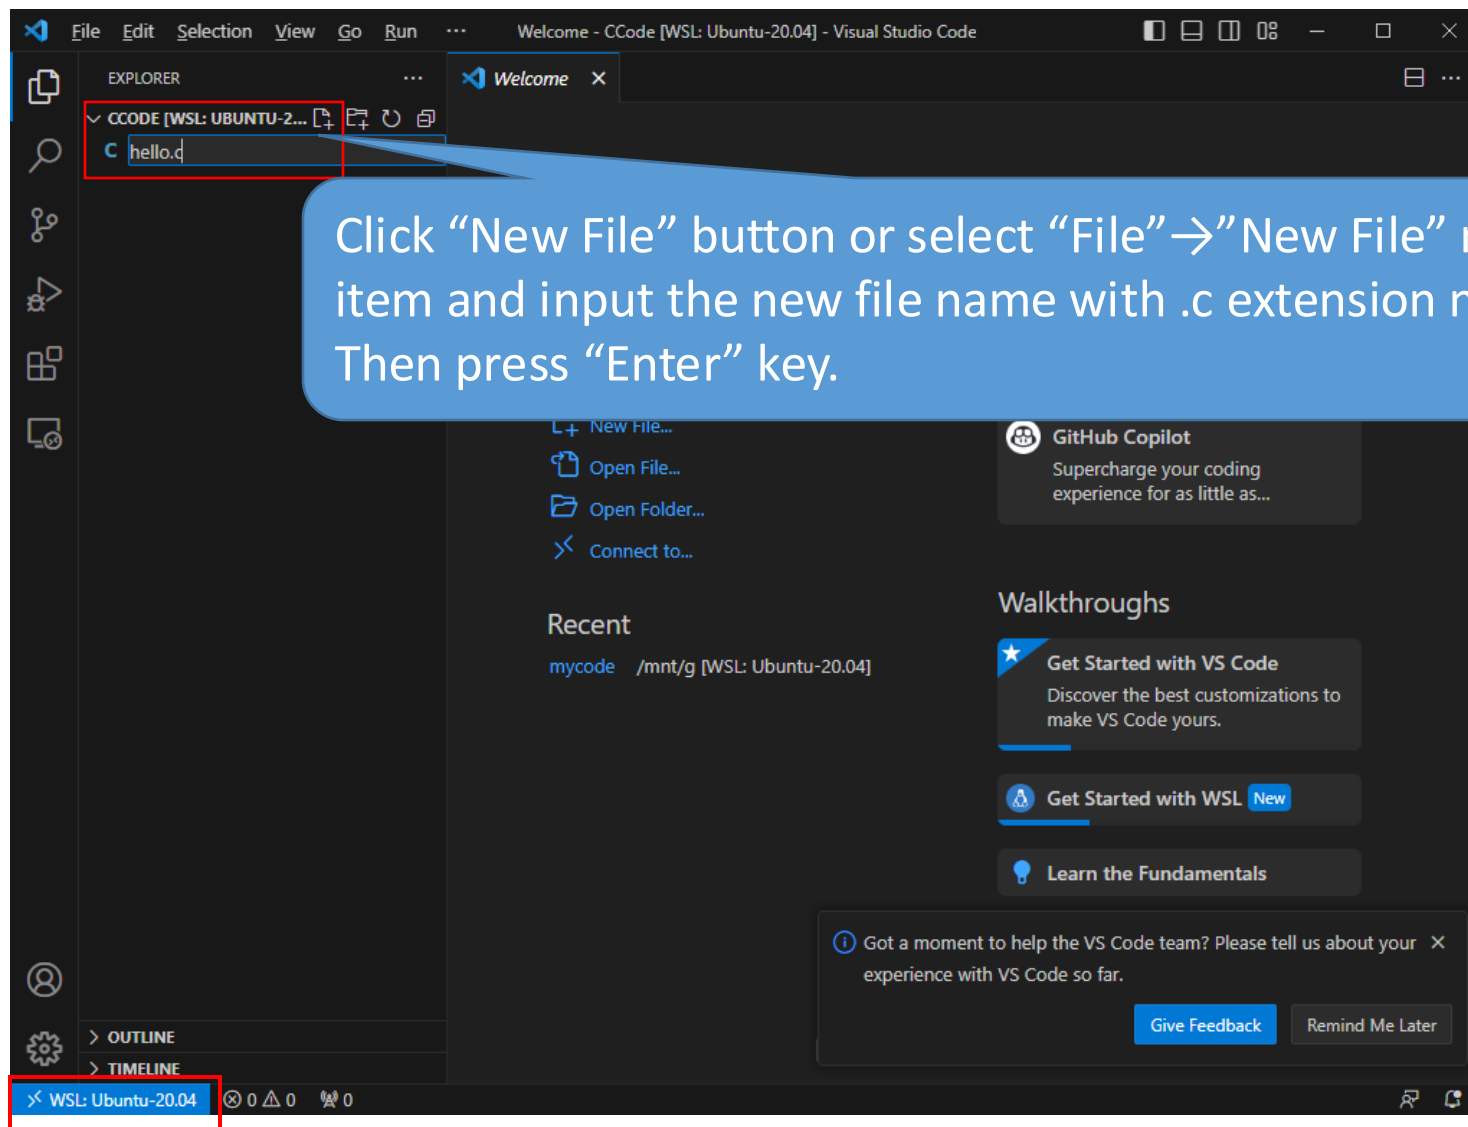 File Edit Selection View Go Run ··· Welcome - CCode [WSL: Ubuntu-20.04] - Visual Studio Code
EXPLORER ···
Welcome
CCODE [WSL: UBUNTU-2...
C hello.c
Click “New File” button or select “File”→”New File”
item and input the new file name with .c extension
Then press “Enter” key.
New File...
Open File...
Open Folder...
Connect to...
GitHub Copilot
Supercharge your coding
experience for as little as...
Recent
mycode /mnt/g [WSL: Ubuntu-20.04]
Walkthroughs
Get Started with VS Code
Discover the best customizations to
make VS Code yours.
Get Started with WSL New
Learn the Fundamentals
Got a moment to help the VS Code team? Please tell us about your
experience with VS Code so far.
Give Feedback Remind Me Later
OUTLINE
TIMELINE
WSL: Ubuntu-20.04 0 0 0